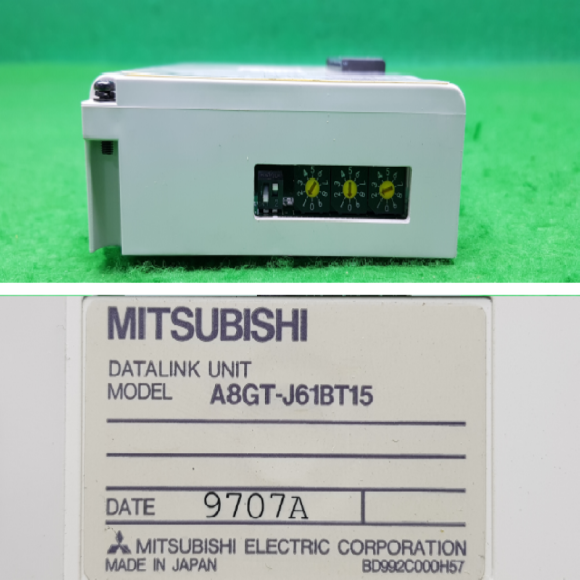 MITSUBISHI
DATALINK UNIT
MODEL A8GT-J61BT15
DATE 9707A
MITSUBISHI ELECTRIC CORPORATION
MADE IN JAPAN BD992C000H57